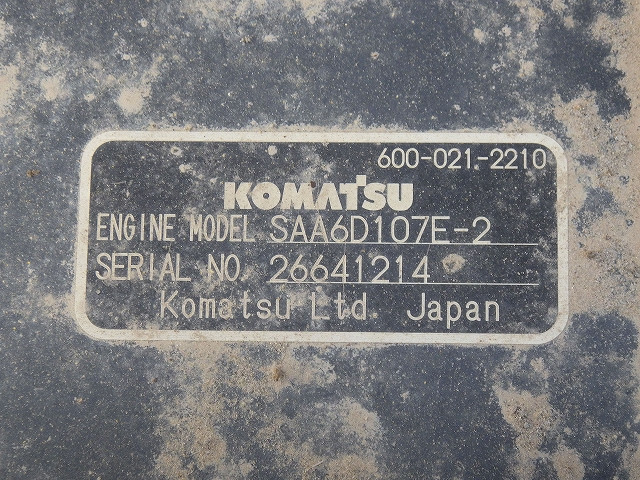 600-021-2210
KOMATSU
ENGINE MODEL SAA6D107E-2
SERIAL NO. 26641214
Komatsu Ltd. Japan